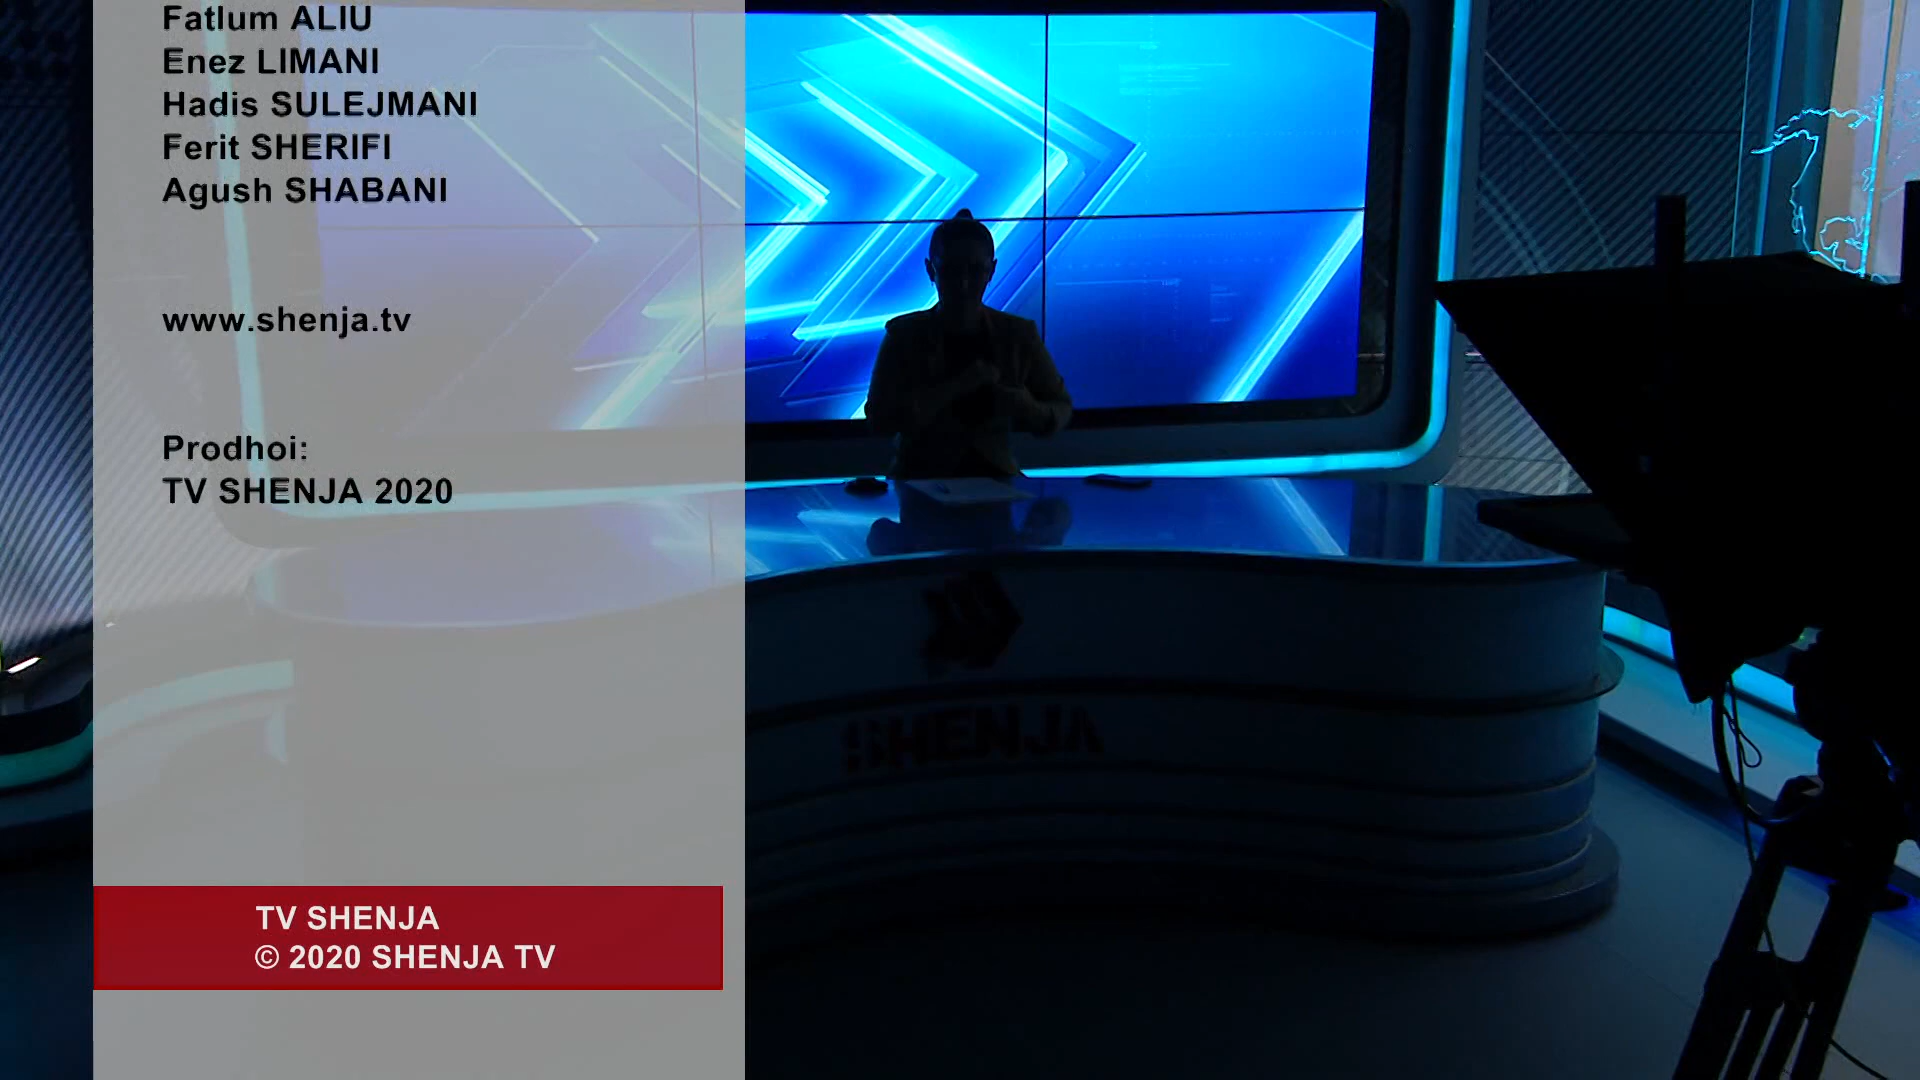 Fatlum ALIU
Enez LIMANI
Hadis SULEJMANI
Ferit SHERIFI
Agush SHABANI
www.shenja.tv
Prodhoi:
TV SHENJA 2020
SHENJA
TV SHENJA
© 2020 SHENJA TV